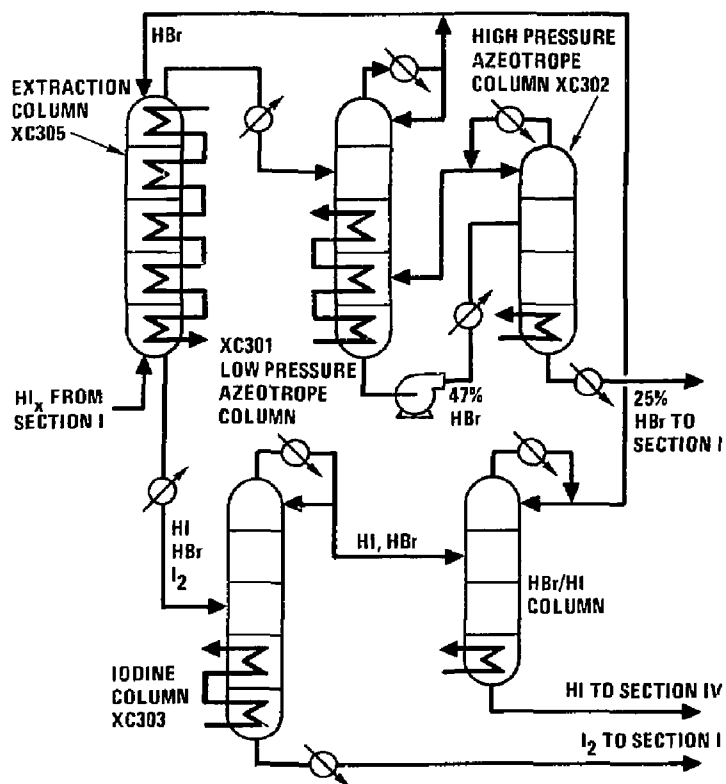 HBr
EXTRACTION
COLUMN
XC305
HIGH PRESSURE
AZEOTROPE
COLUMN XC302
XC301
LOW PRESSURE
AZEOTROPE
COLUMN
HIx FROM
SECTION I
47%
HBr
25%
HBr TO
SECTION I
HI
HBr
I2
HI, HBr
HBr/HI
COLUMN
IODINE
COLUMN
XC303
HI TO SECTION IV
I2 TO SECTION I